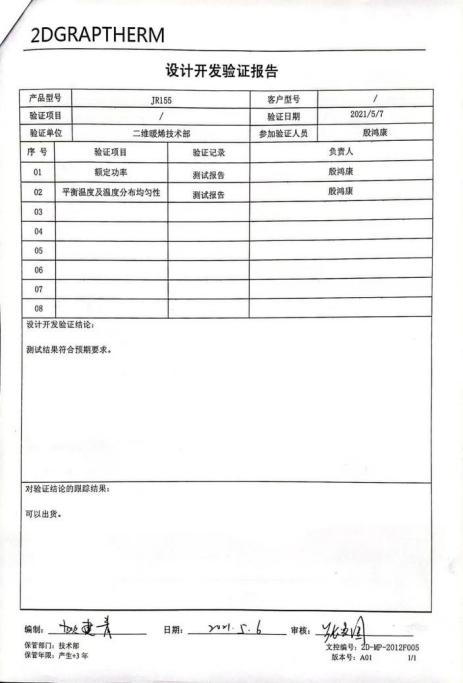 2DGRAPTHERM
设计开发验证报告
产品型号 JR155 客户型号 /
验证项目 / 验证日期 2021/5/7
验证单位 二维暖烯技术部 参加验证人员 殷鸿康
序 号 验证项目 验证记录 负责人
01 额定功率 测试报告 殷鸿康
02 平衡温度及温度分布均匀性 测试报告 殷鸿康
03
04
05
06
07
08
设计开发验证结论：
测试结果符合预期要求。
对验证结论的跟踪结果：
可以出货。
编制： 日期： 2021.5.6 审核：
保管部门：技术部 文控编号：2D-WP-2012F005
保管年限：产生+3 年 版本号：A01 1/1